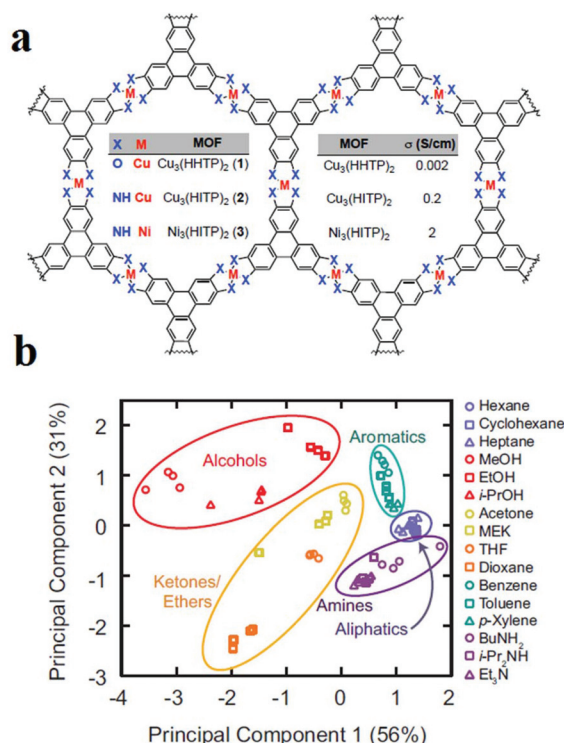 a
X M MOF
O Cu Cu₃(HHTP)₂ (1)
NH Cu Cu₃(HITP)₂ (2)
NH Ni Ni₃(HITP)₂ (3)
MOF σ (S/cm)
Cu₃(HHTP)₂ 0.002
Cu₃(HITP)₂ 0.2
Ni₃(HITP)₂ 2
b
Principal Component 2 (31%)
2
1
0
-1
-2
-3
Alcohols
Aromatics
Ketones/
Ethers
Amines
Aliphatics
-4 -3 -2 -1 0 1 2
Principal Component 1 (56%)
Hexane
Cyclohexane
Heptane
MeOH
EtOH
i-PrOH
Acetone
MEK
THF
Dioxane
Benzene
Toluene
p-Xylene
BuNH₂
i-Pr₂NH
Et₃N